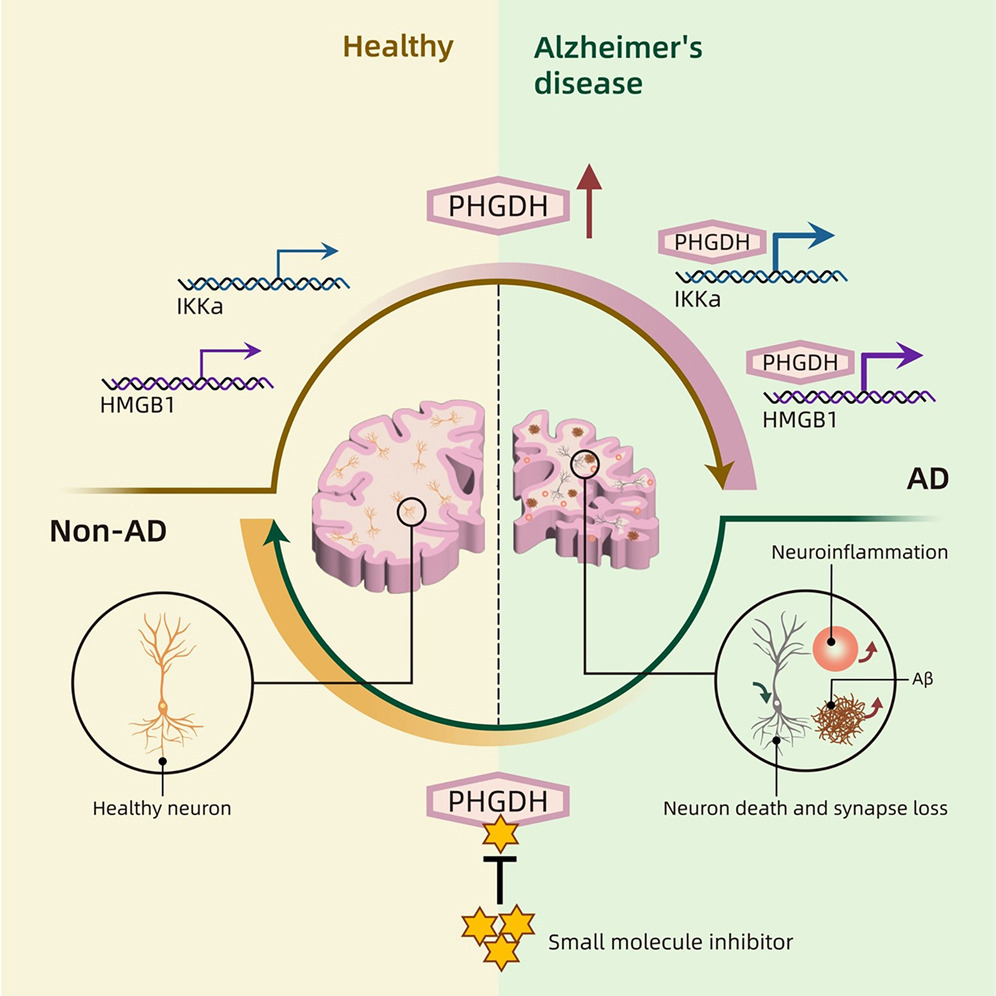 Healthy
Alzheimer's
disease
PHGDH
PHGDH
IKKa
IKKa
PHGDH
HMGB1
HMGB1
AD
Non-AD
Neuroinflammation
Aβ
Healthy neuron
Neuron death and synapse loss
PHGDH
Small molecule inhibitor